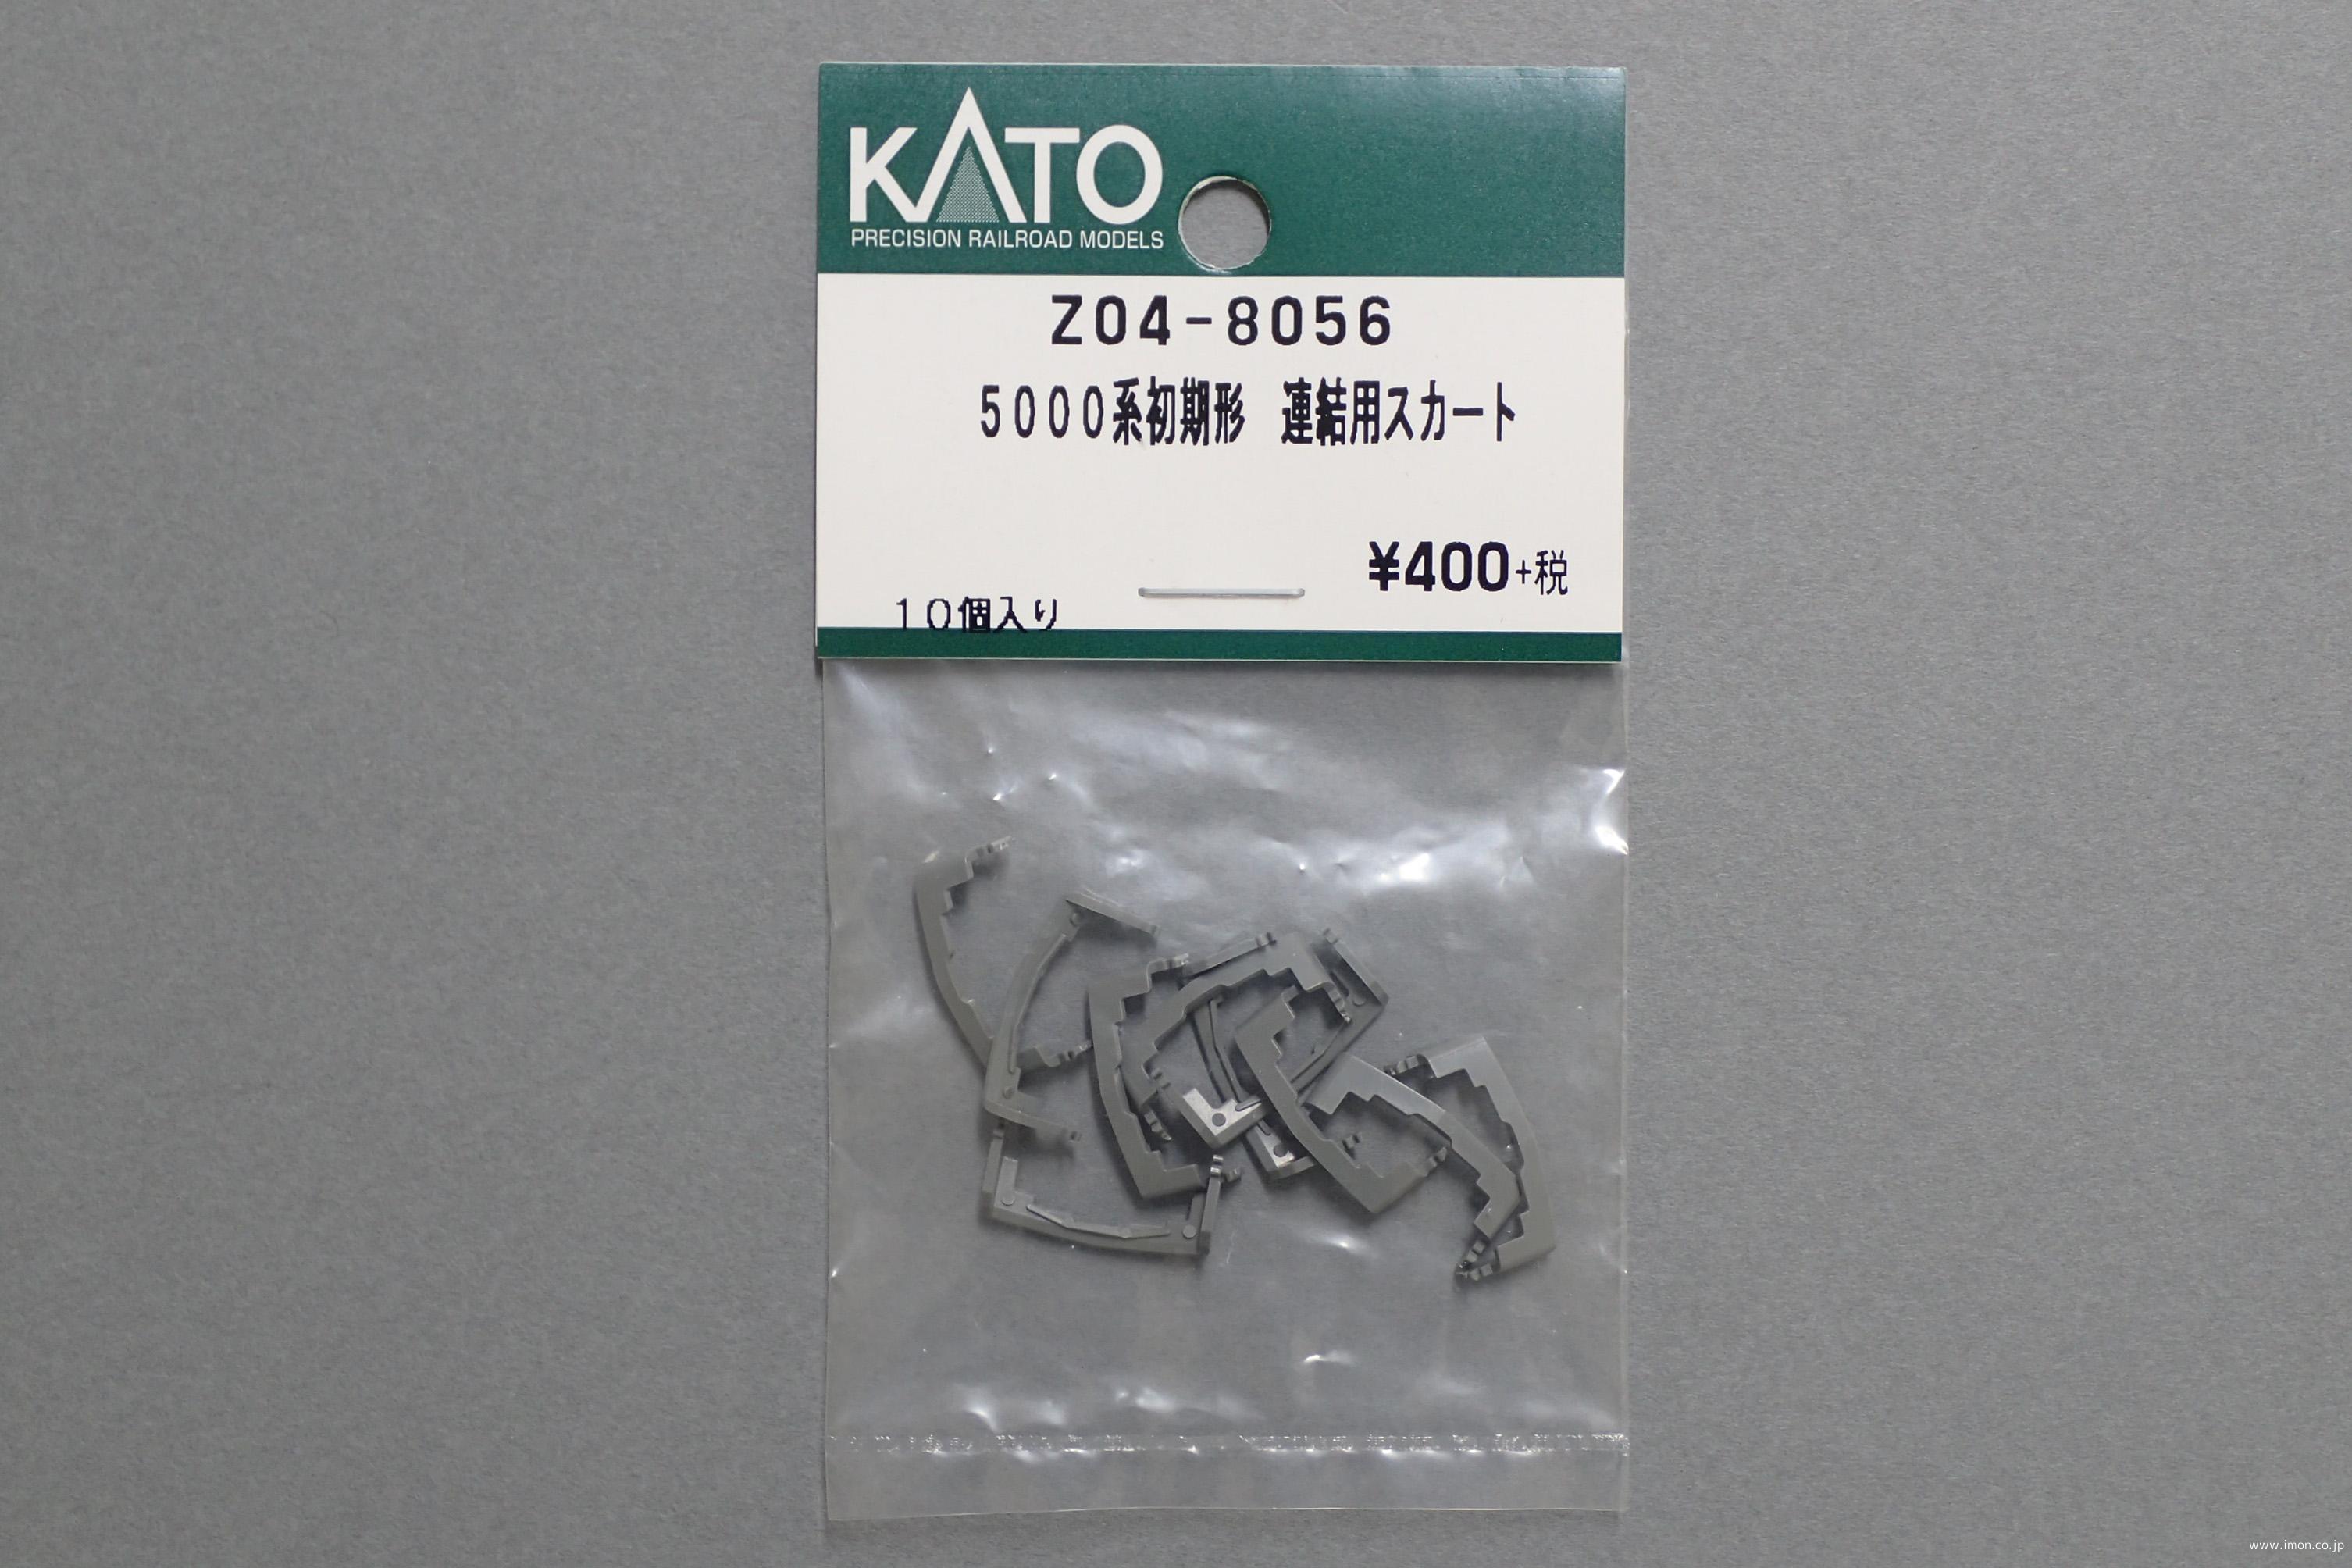 KATO
PRECISION RAILROAD MODELS
Z04-8056
5000系初期形 連結用スカート
¥400+税
10個入り
www.imon.co.jp